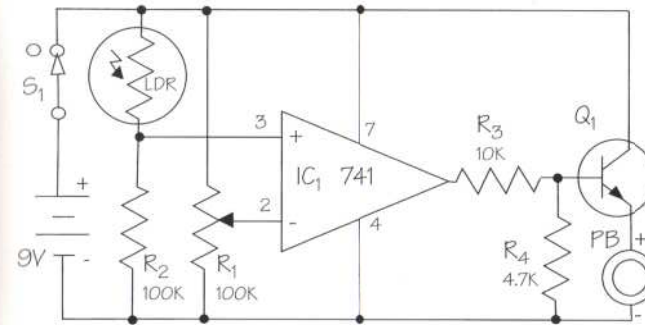 O
S1
LDR
+
9V
-
R2
100K
R1
100K
3
+
2
-
IC1 741
7
4
R3
10K
R4
4.7K
Q1
PB
+
-